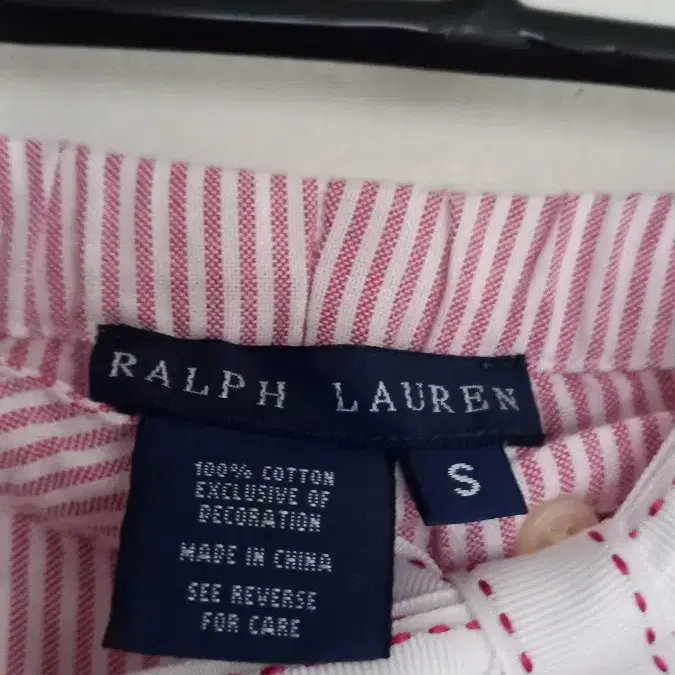 RALPH LAUREN
100% COTTON
EXCLUSIVE OF
DECORATION
MADE IN CHINA
SEE REVERSE
FOR CARE
S